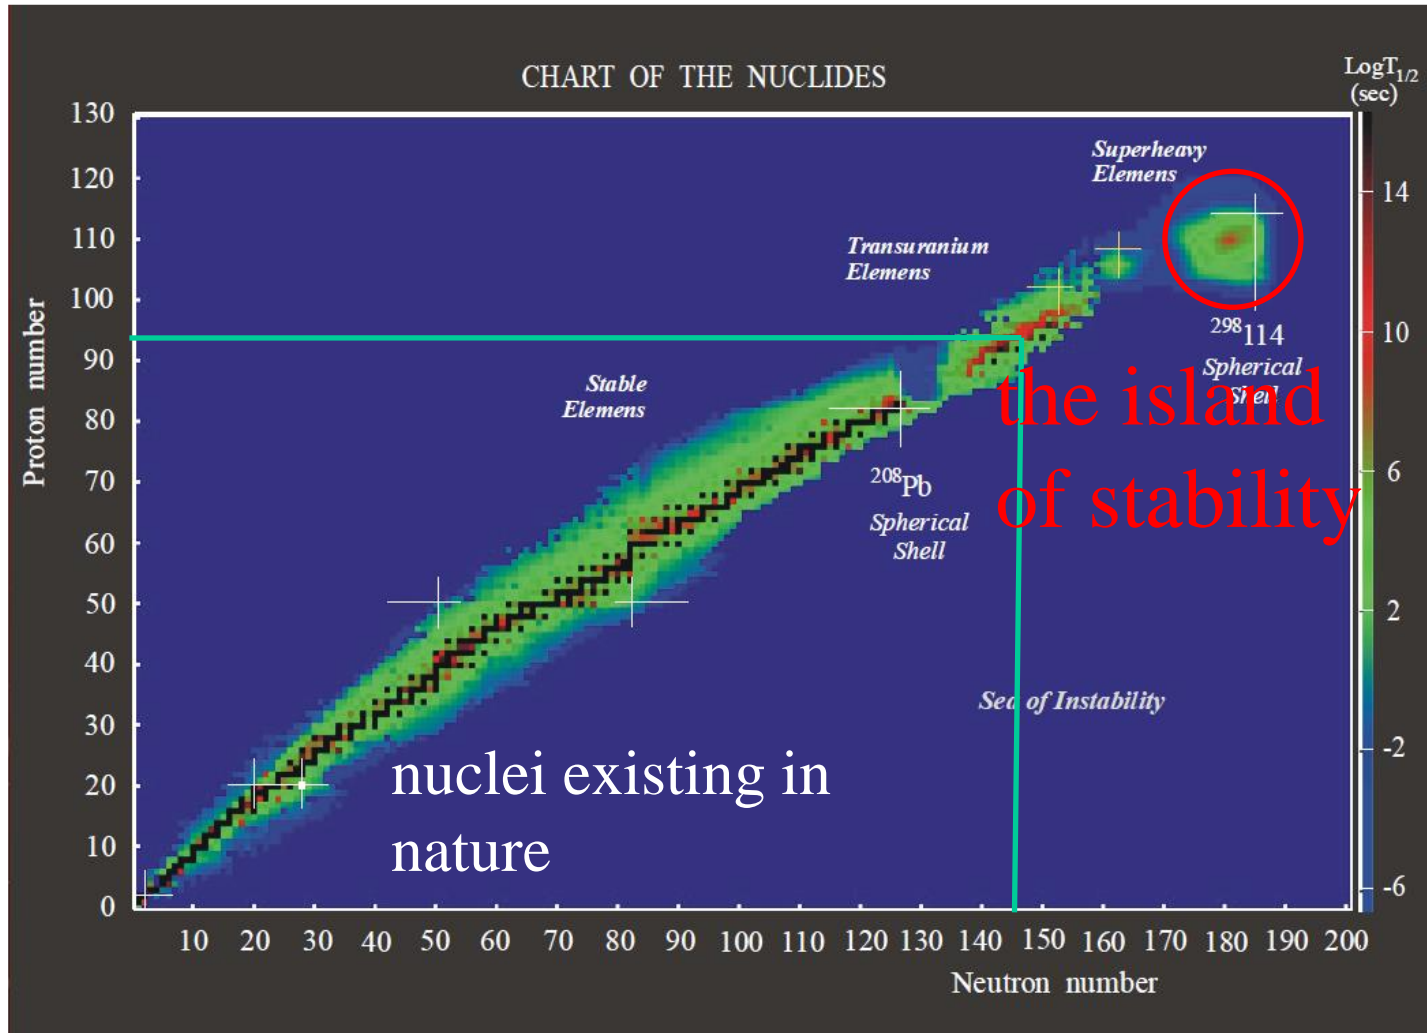 CHART OF THE NUCLIDES
LogT1/2
(sec)
130
120
110
100
90
80
70
60
50
40
30
20
10
0
Proton number
Superheavy
Elemens
Transuranium
Elemens
Stable
Elemens
298114
Spherical
Shell
the island
of stability
208Pb
Spherical
Shell
Sea of Instability
nuclei existing in
nature
14
10
6
2
-2
-6
10 20 30 40 50 60 70 80 90 100 110 120 130 140 150 160 170 180 190 200
Neutron number